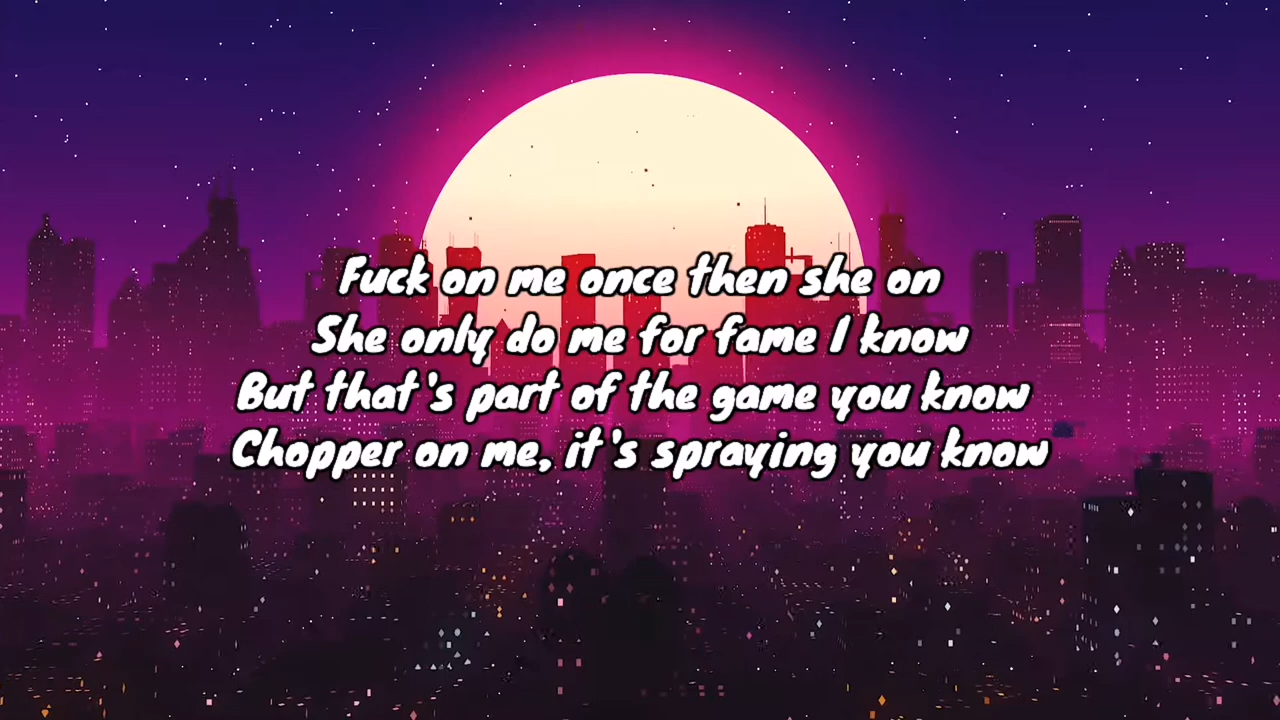 Fuck on me once then she on
She only do me for fame I know
But that's part of the game you know
Chopper on me, it's spraying you know